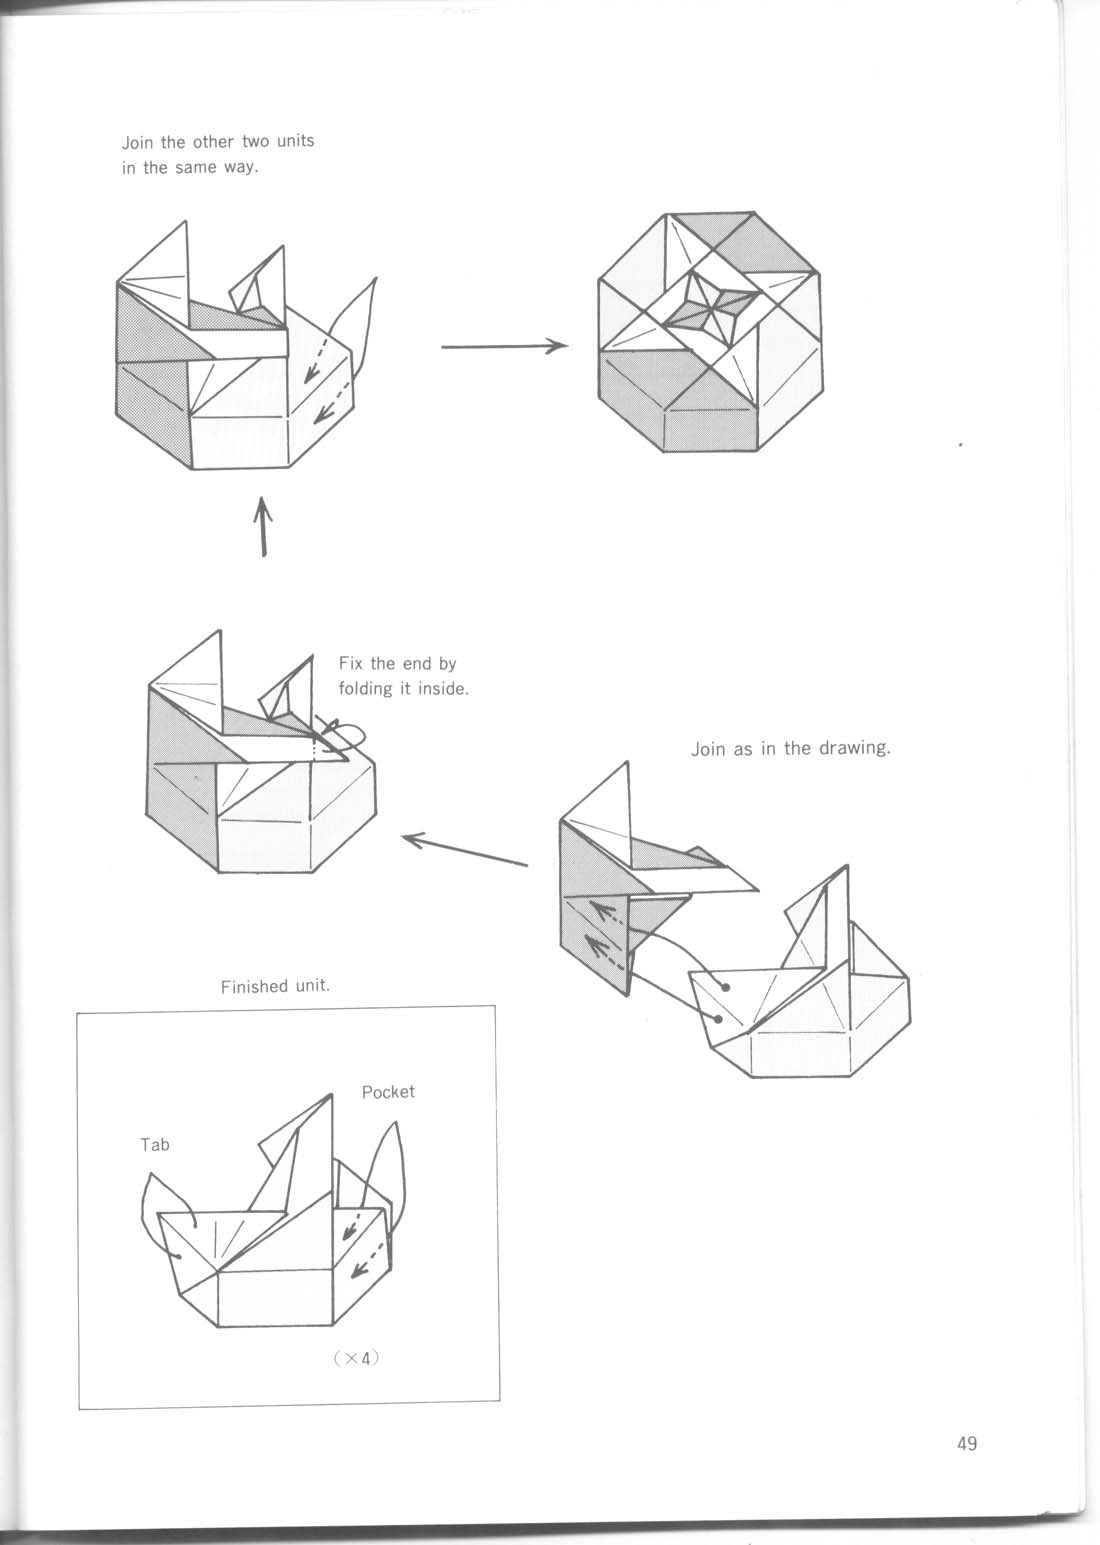 Join the other two units
in the same way.
Fix the end by
folding it inside.
Join as in the drawing.
Finished unit.
Pocket
Tab
(×4)
49